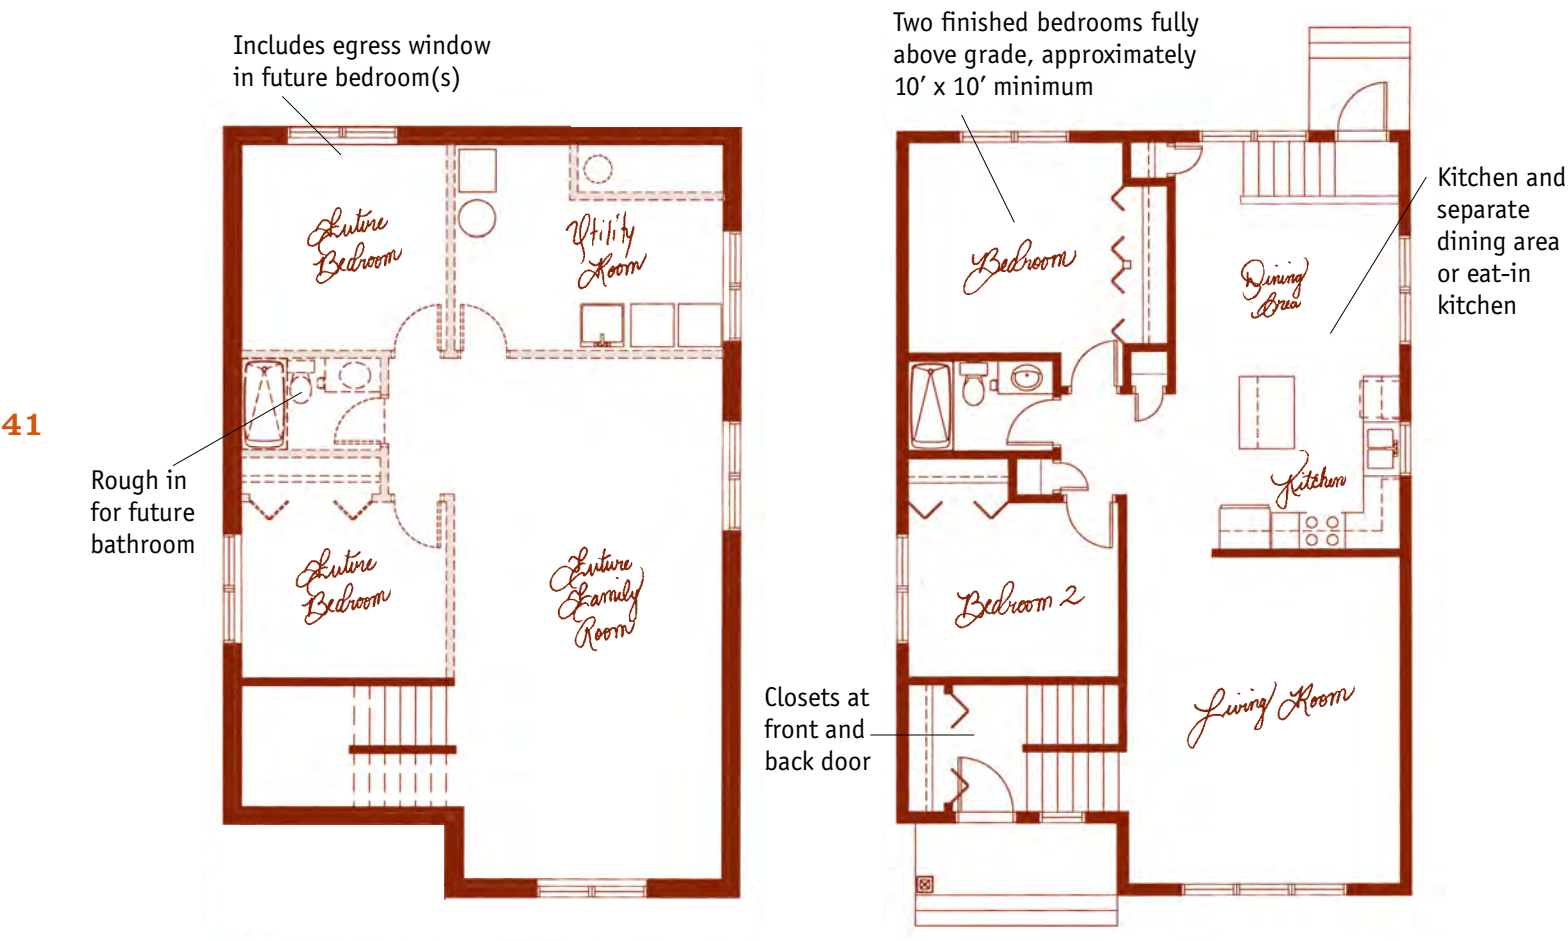 Includes egress window
in future bedroom(s)
Two finished bedrooms fully
above grade, approximately
10′ x 10′ minimum
Kitchen and
separate
dining area
or eat-in
kitchen
Future
Bedroom
Utility
Room
Bedroom
Dining
Area
41
Rough in
for future
bathroom
Kitchen
Future
Bedroom
Future
Family
Room
Bedroom 2
Closets at
front and
back door
Living Room